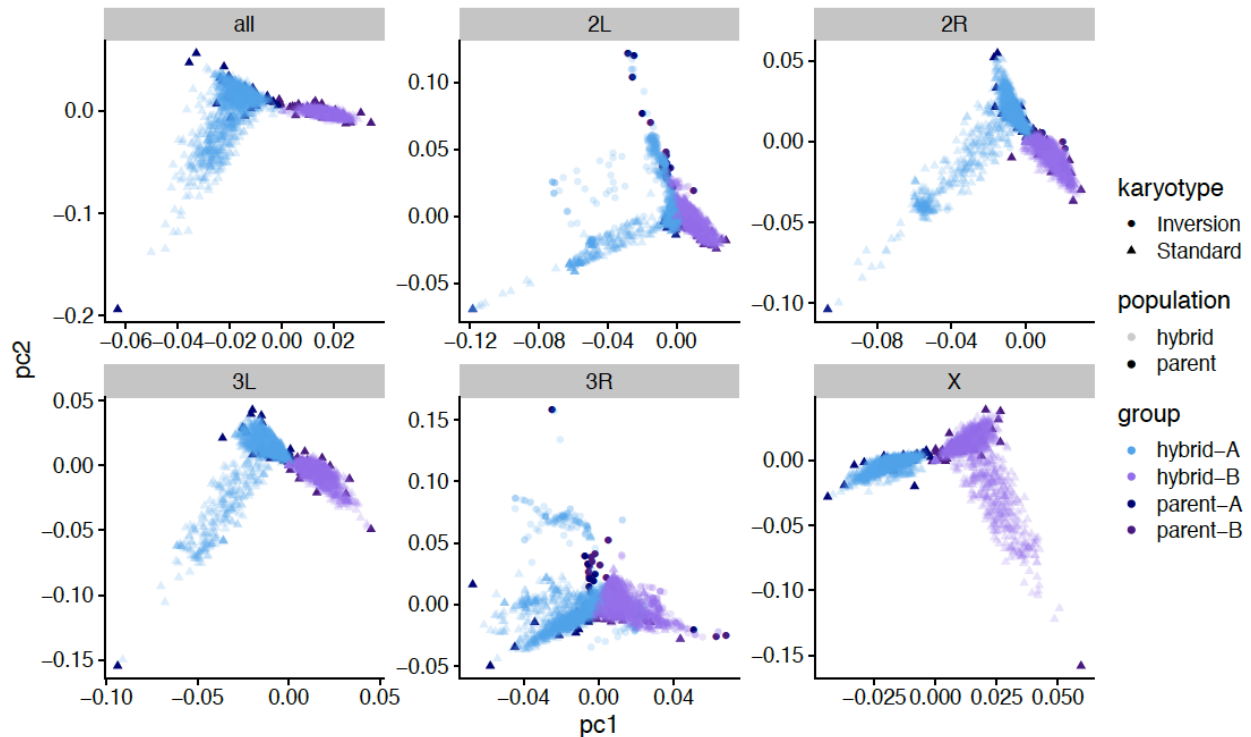 all
2L
2R
0.0
−0.1
−0.2
−0.06
−0.04
−0.02
0.00
0.02
0.10
0.05
0.00
−0.05
−0.12
−0.08
−0.04
0.00
0.05
0.00
−0.05
−0.10
−0.08
−0.04
0.00
pc2
3L
3R
X
0.05
0.00
−0.05
−0.10
−0.15
−0.10
−0.05
0.00
0.05
0.15
0.10
0.05
0.00
−0.05
−0.04
0.00
0.04
0.00
−0.05
−0.10
−0.15
−0.025
0.000
0.025
0.050
pc1
karyotype
Inversion
Standard
population
hybrid
parent
group
hybrid−A
hybrid−B
parent−A
parent−B